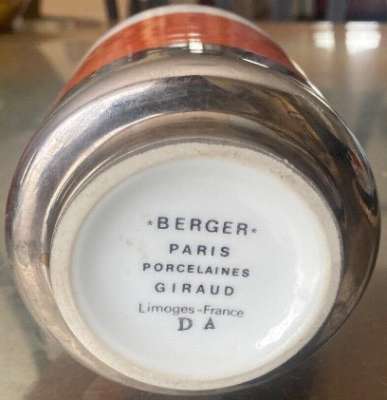 *BERGER*
PARIS
PORCELAINES
GIRAUD
Limoges-France
D A